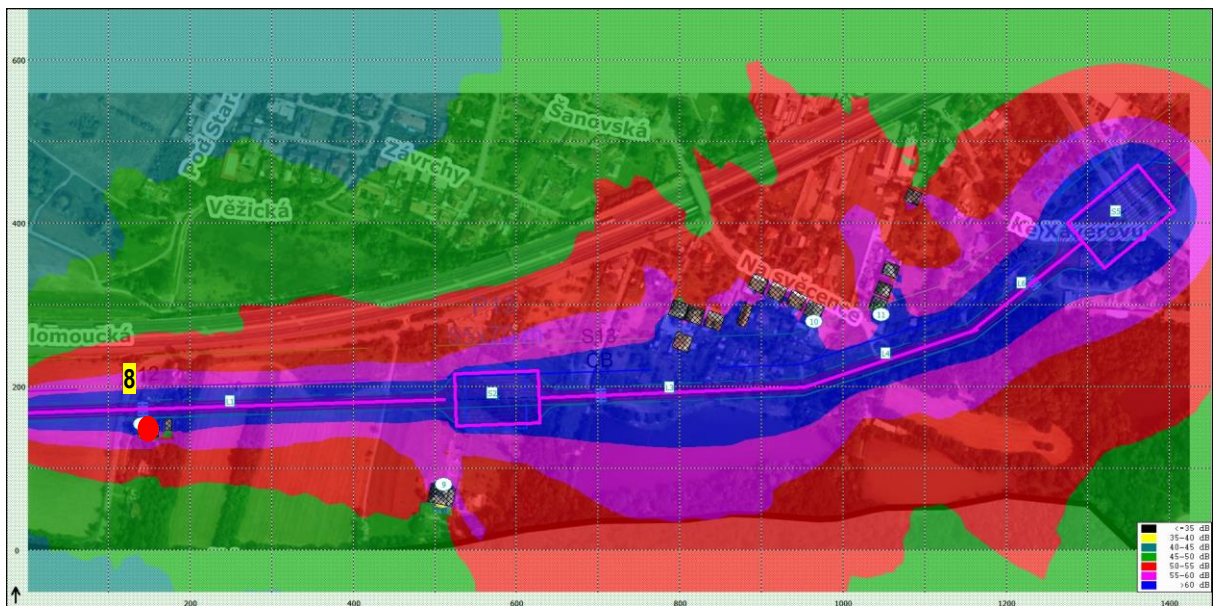 600
Šanovská
Pod Star
Závrchy
Věžická
400
S5
Ke Xaverovu
Na svěcence
L6
lomoucká
S13
10
11
CB
L4
8
12
200
L1
S2
L3
9
0
200
400
600
800
1000
1200
1400
<=35 dB
35-40 dB
40-45 dB
45-50 dB
50-55 dB
55-60 dB
>60 dB